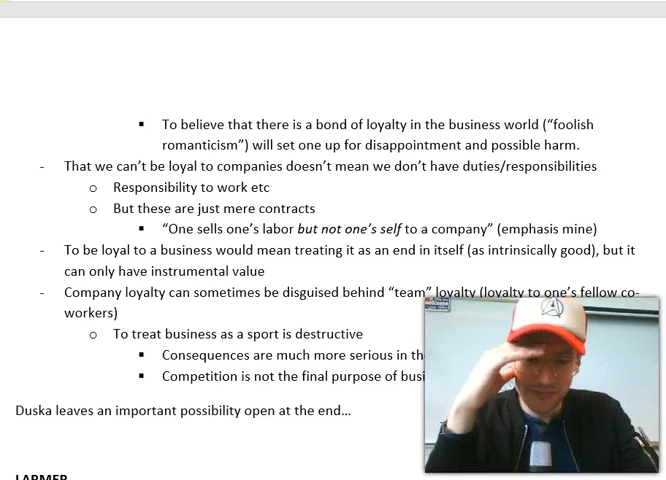 ▪ To believe that there is a bond of loyalty in the business world (“foolish
romanticism”) will set one up for disappointment and possible harm.
- That we can’t be loyal to companies doesn’t mean we don’t have duties/responsibilities
o Responsibility to work etc
o But these are just mere contracts
▪ “One sells one’s labor but not one’s self to a company” (emphasis mine)
- To be loyal to a business would mean treating it as an end in itself (as intrinsically good), but it
can only have instrumental value
- Company loyalty can sometimes be disguised behind “team” loyalty (loyalty to one’s fellow co-
workers)
o To treat business as a sport is destructive
▪ Consequences are much more serious in th
▪ Competition is not the final purpose of busi
Duska leaves an important possibility open at the end…
LARMER